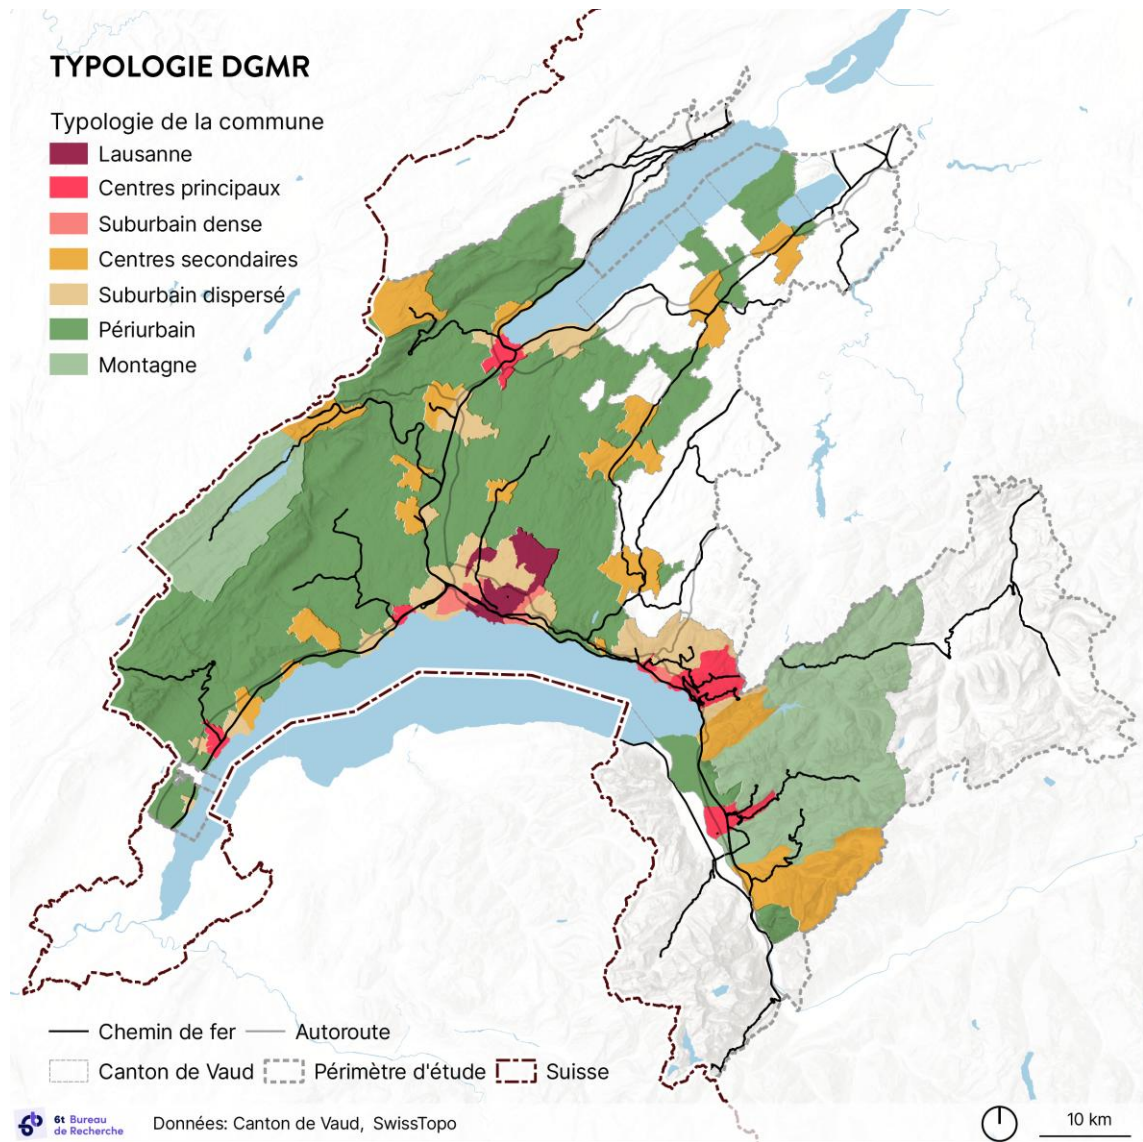 TYPOLOGIE DGMR
Typologie de la commune
Lausanne
Centres principaux
Suburbain dense
Centres secondaires
Suburbain dispersé
Périurbain
Montagne
Chemin de fer
Autoroute
Canton de Vaud
Périmètre d'étude
Suisse
6t Bureau
de Recherche
Données: Canton de Vaud, SwissTopo
10 km